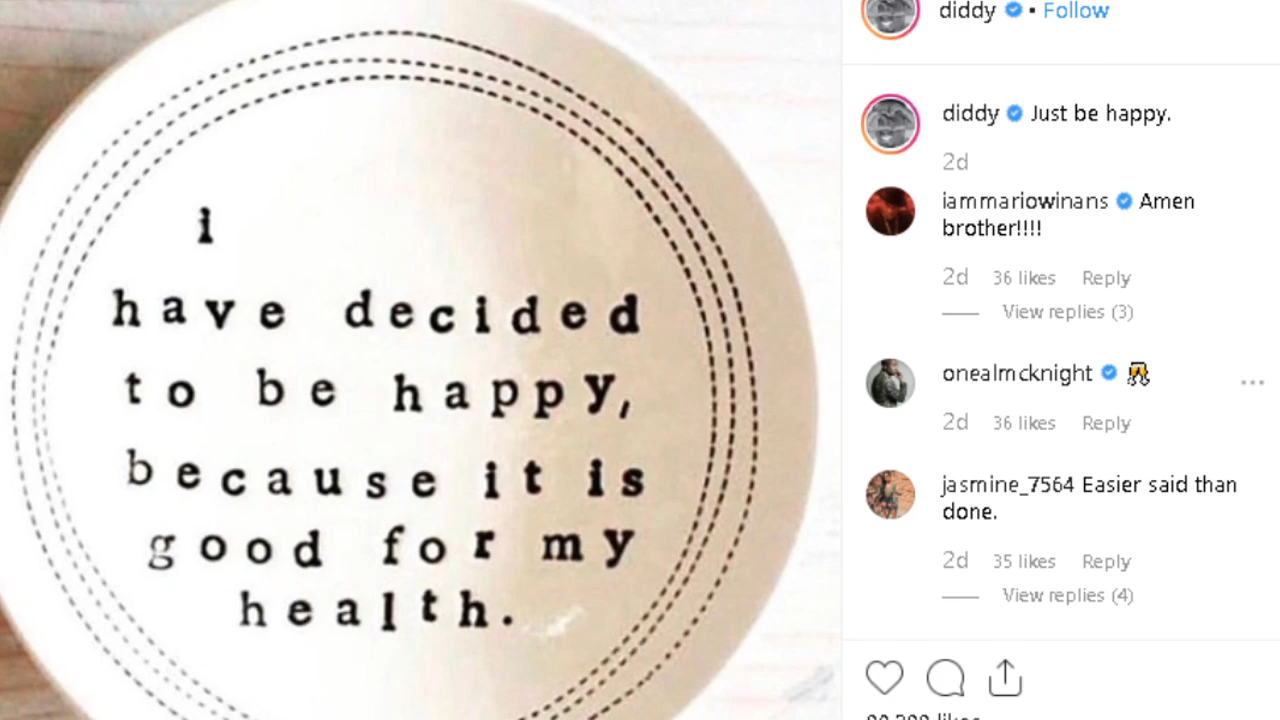 i
have decided
to be happy,
because it is
good for my
health.
diddy • Follow
diddy Just be happy.
2d
iammariowinans Amen
brother!!!!
2d 36 likes Reply
View replies (3)
onealmcknight
2d 36 likes Reply
jasmine_7564 Easier said than
done.
2d 35 likes Reply
View replies (4)
likes